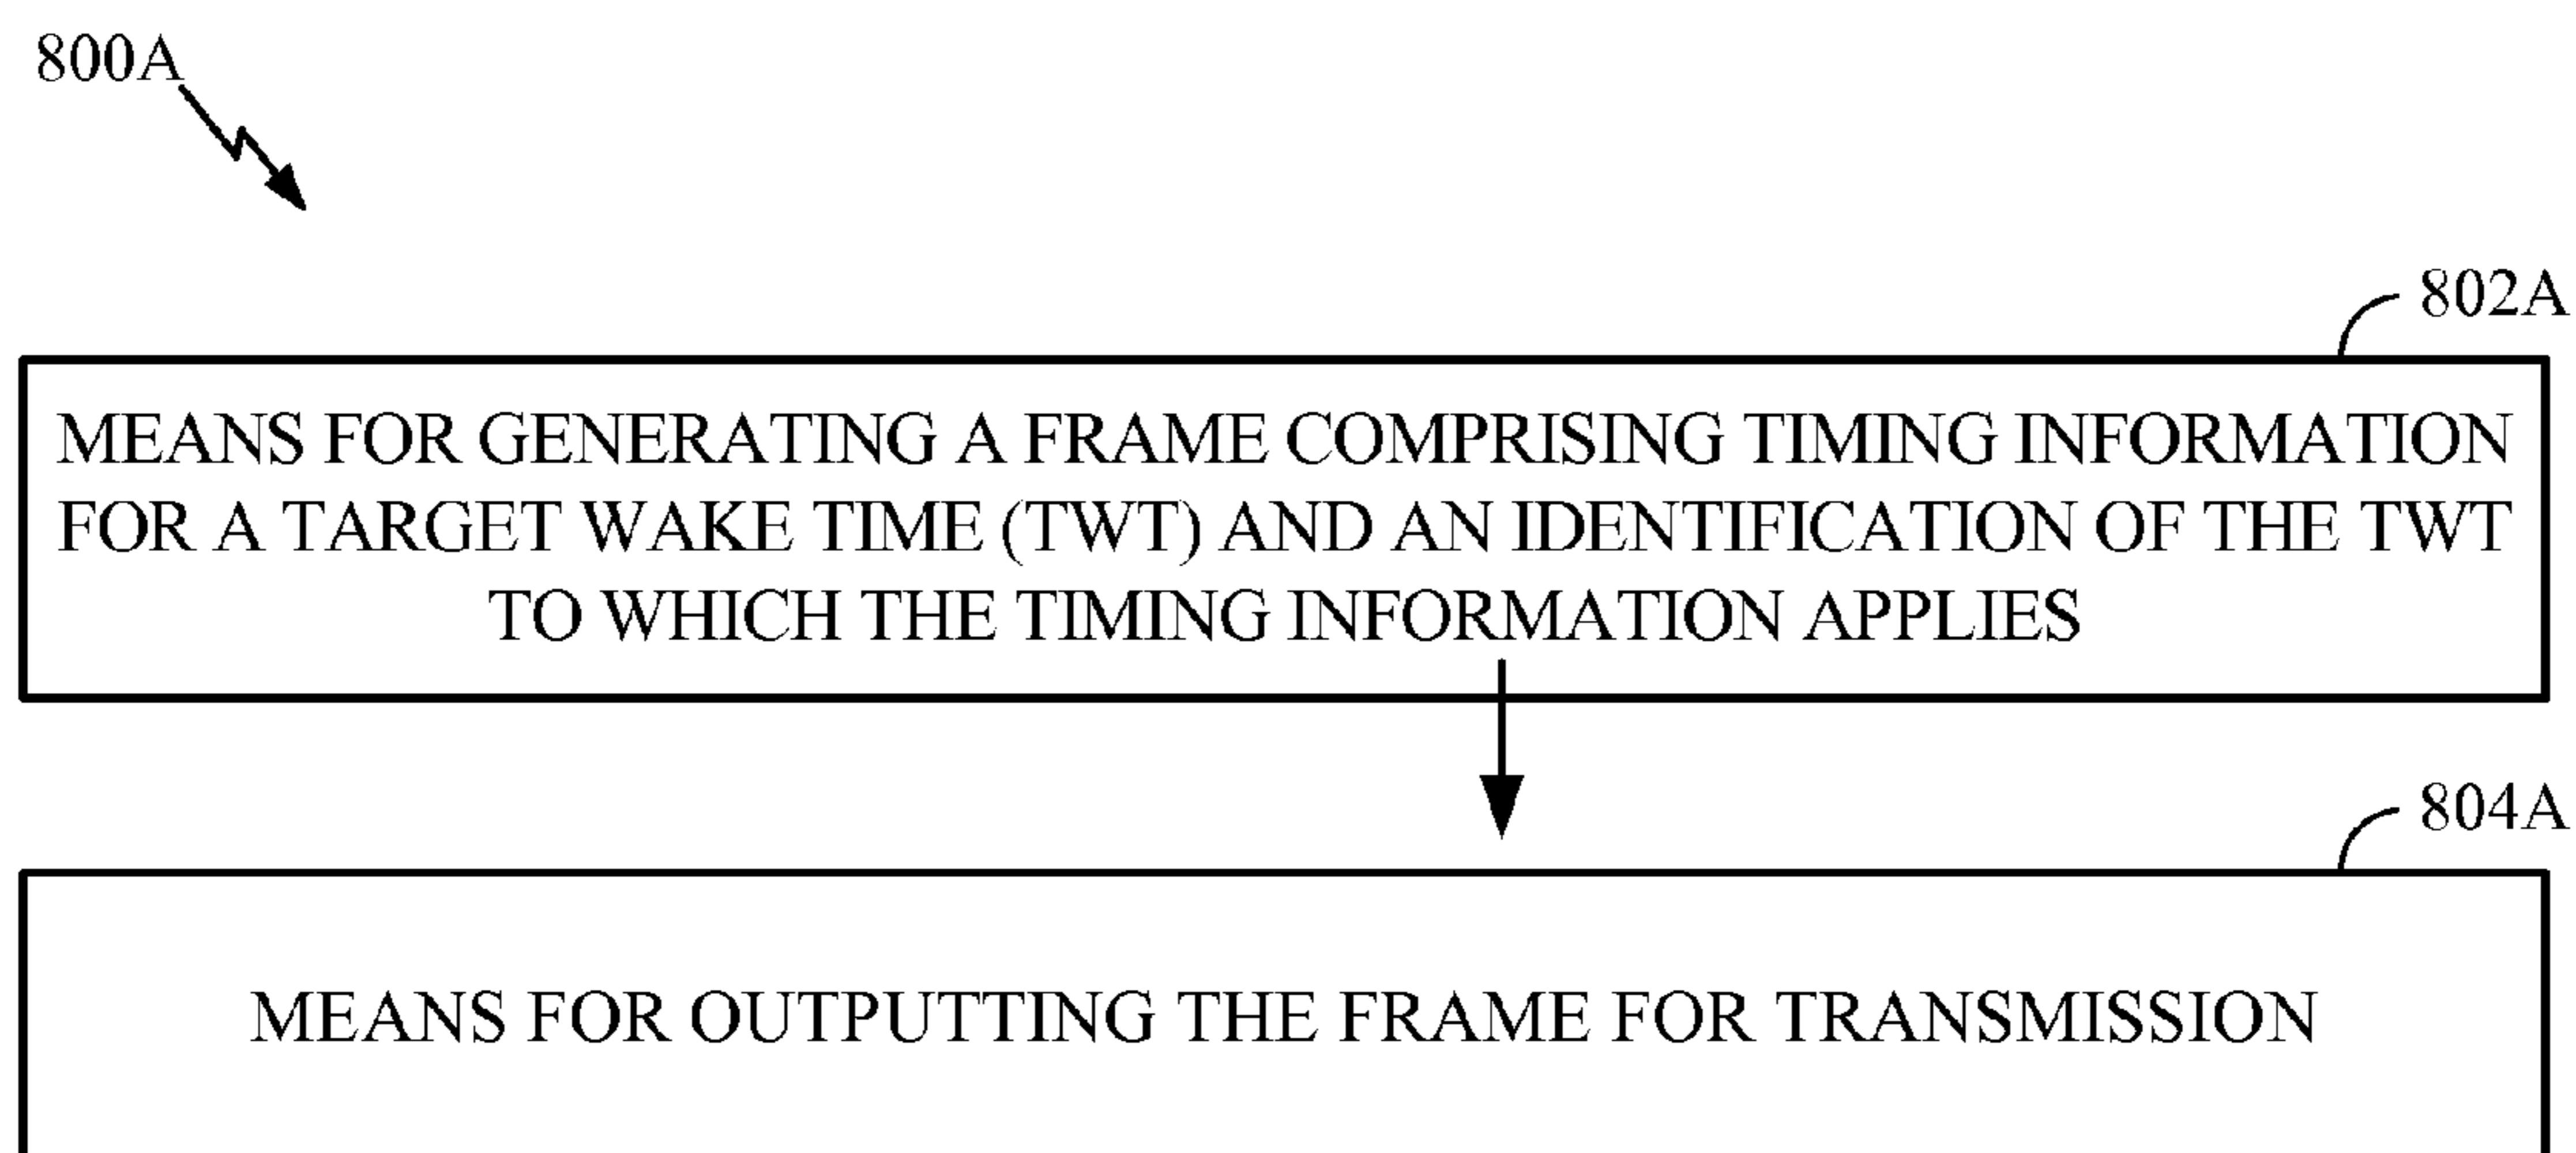 800A
802A
MEANS FOR GENERATING A FRAME COMPRISING TIMING INFORMATION
FOR A TARGET WAKE TIME (TWT) AND AN IDENTIFICATION OF THE TWT
TO WHICH THE TIMING INFORMATION APPLIES
804A
MEANS FOR OUTPUTTING THE FRAME FOR TRANSMISSION